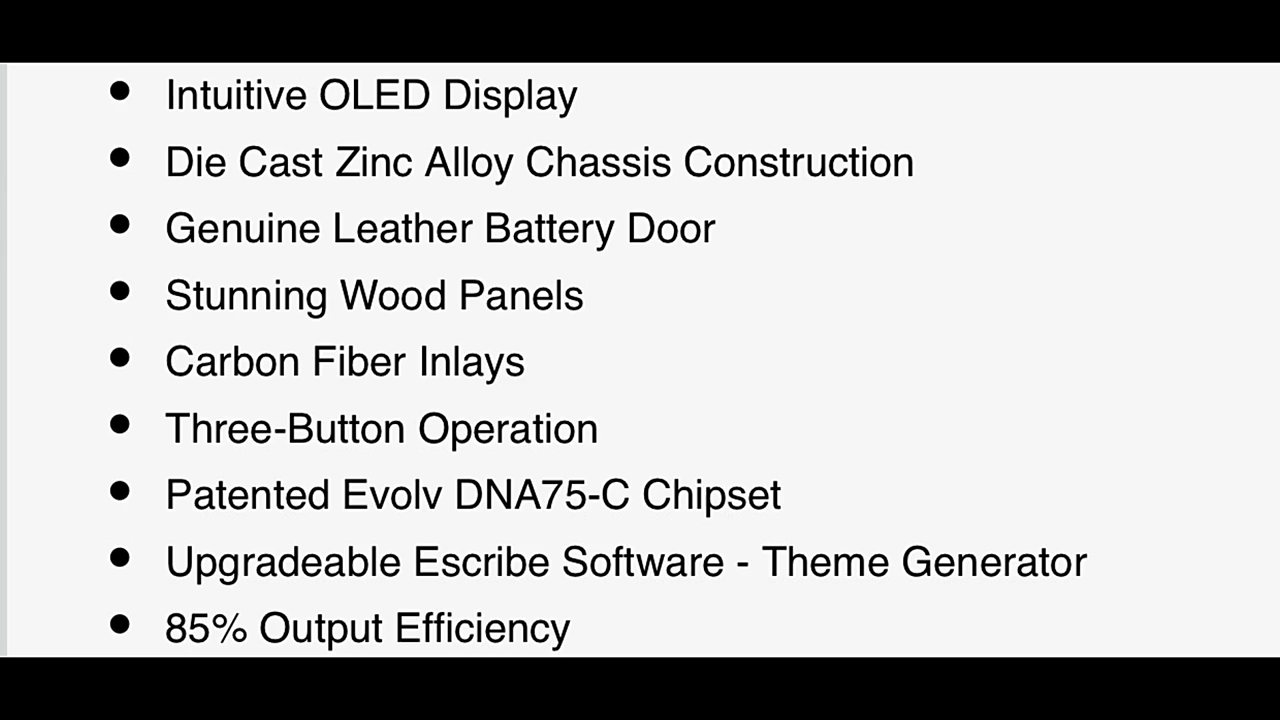 • Intuitive OLED Display
• Die Cast Zinc Alloy Chassis Construction
• Genuine Leather Battery Door
• Stunning Wood Panels
• Carbon Fiber Inlays
• Three-Button Operation
• Patented Evolv DNA75-C Chipset
• Upgradeable Escribe Software - Theme Generator
• 85% Output Efficiency